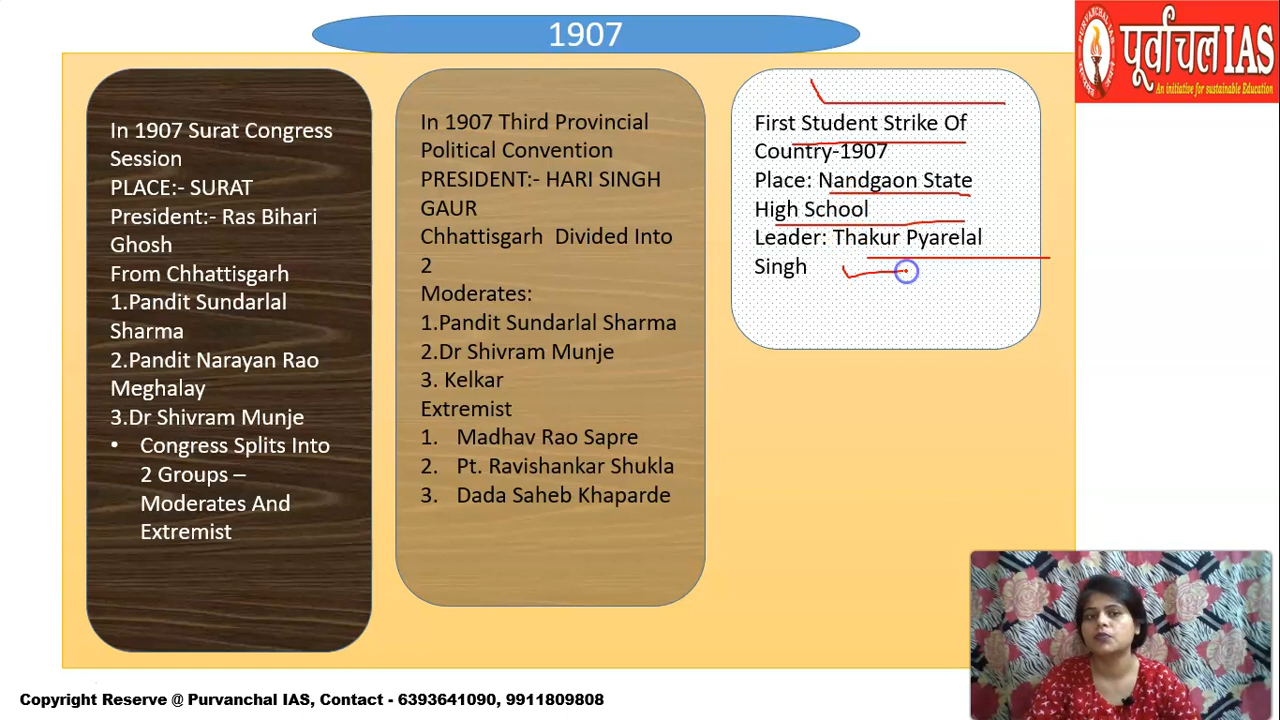 1907
In 1907 Surat Congress
Session
PLACE:- SURAT
President:- Ras Bihari
Ghosh
From Chhattisgarh
1.Pandit Sundarlal
Sharma
2.Pandit Narayan Rao
Meghalay
3.Dr Shivram Munje
• Congress Splits Into
2 Groups –
Moderates And
Extremist
In 1907 Third Provincial
Political Convention
PRESIDENT:- HARI SINGH
GAUR
Chhattisgarh Divided Into
2
Moderates:
1.Pandit Sundarlal Sharma
2.Dr Shivram Munje
3. Kelkar
Extremist
1. Madhav Rao Sapre
2. Pt. Ravishankar Shukla
3. Dada Saheb Khaparde
First Student Strike Of
Country-1907
Place: Nandgaon State
High School
Leader: Thakur Pyarelal
Singh
PURVANCHAL IAS
पूर्वांचल IAS
An initiative for sustainable Education
Copyright Reserve @ Purvanchal IAS, Contact - 6393641090, 9911809808